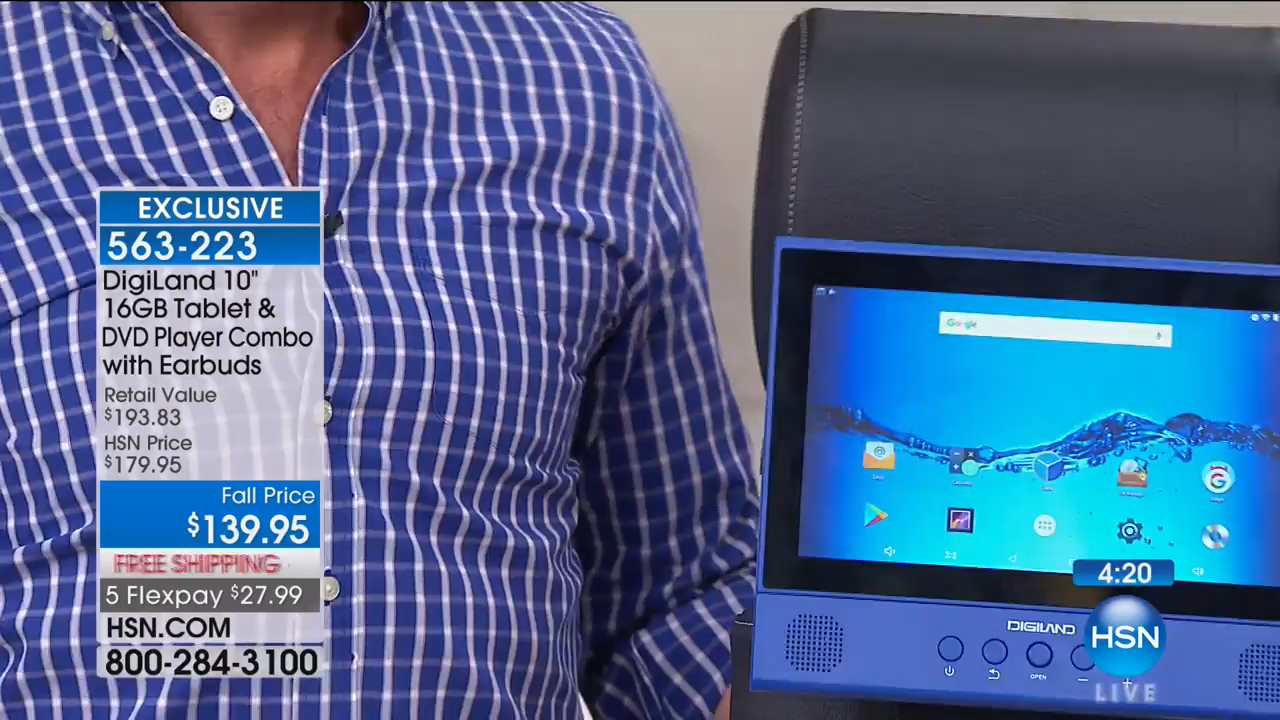 EXCLUSIVE
563-223
DigiLand 10"
16GB Tablet &
DVD Player Combo
with Earbuds
Retail Value
$193.83
HSN Price
$179.95
Fall Price
$139.95
FREE SHIPPING
5 Flexpay $27.99
HSN.COM
800-284-3100
Google
4:20
DIGILAND
HSN
OPEN
LIVE